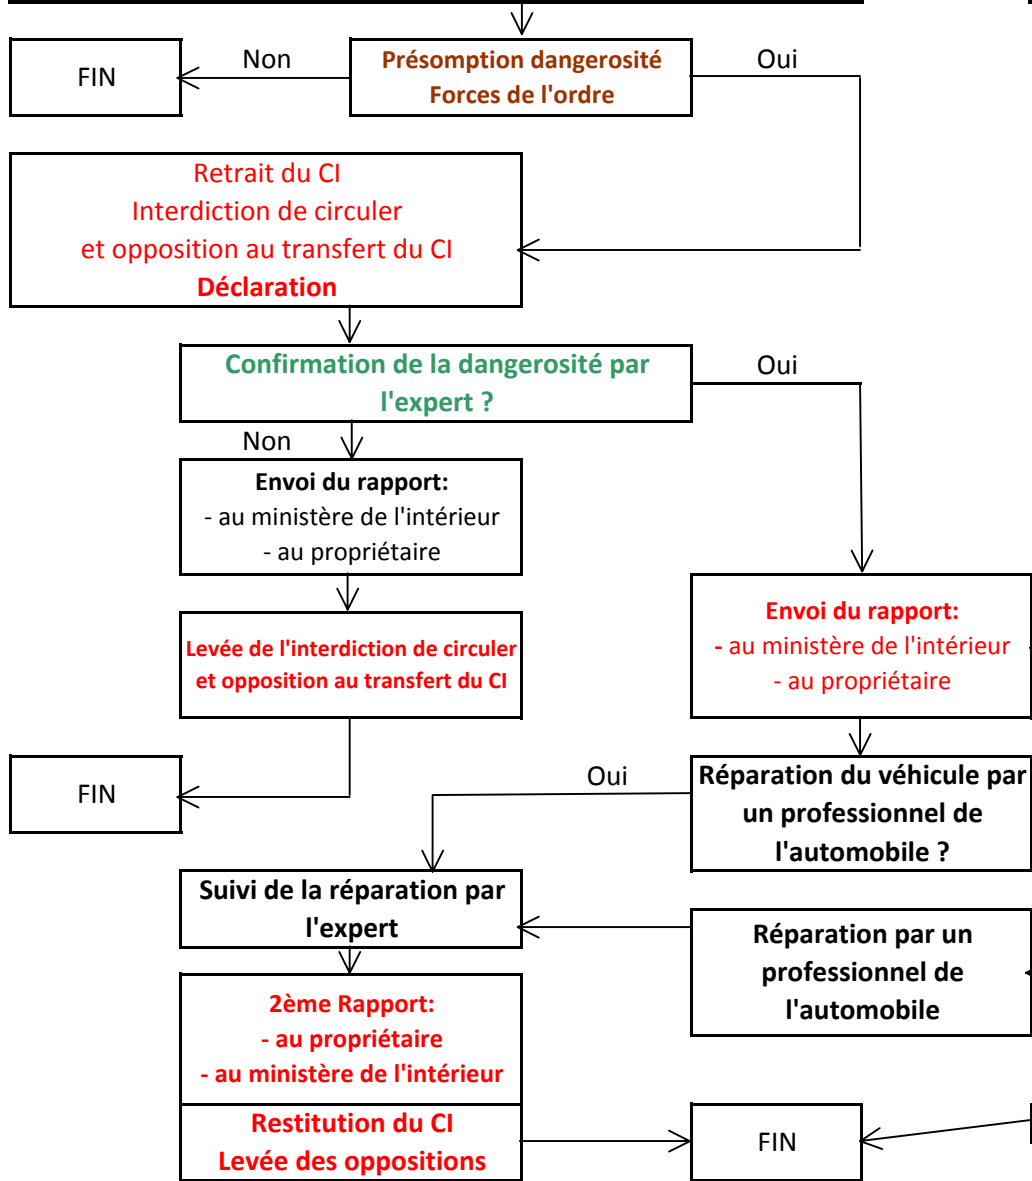 Non
Oui
FIN
Présomption dangerosité
Forces de l'ordre
Retrait du CI
Interdiction de circuler
et opposition au transfert du CI
Déclaration
Confirmation de la dangerosité par
l'expert ?
Oui
Non
Envoi du rapport:
- au ministère de l'intérieur
- au propriétaire
Envoi du rapport:
- au ministère de l'intérieur
- au propriétaire
Levée de l'interdiction de circuler
et opposition au transfert du CI
FIN
Oui
Réparation du véhicule par
un professionnel de
l'automobile ?
Suivi de la réparation par
l'expert
Réparation par un
professionnel de
l'automobile
2ème Rapport:
- au propriétaire
- au ministère de l'intérieur
Restitution du CI
Levée des oppositions
FIN